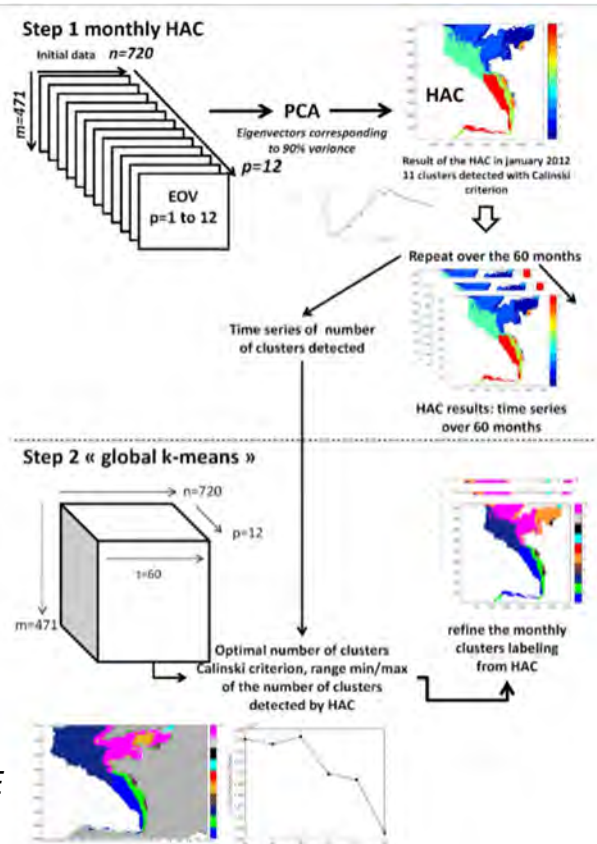 Step 1 monthly HAC
Initial data n=720
m=471
p=12
EOV
p=1 to 12
PCA
Eigenvectors corresponding
to 90% variance
HAC
Result of the HAC in january 2012
11 clusters detected with Calinski
criterion
Repeat over the 60 months
Time series of number
of clusters detected
HAC results: time series
over 60 months
Step 2 « global k-means »
n=720
p=12
t=60
m=471
Optimal number of clusters
Calinski criterion, range min/max
of the number of clusters
detected by HAC
refine the monthly
clusters labeling
from HAC